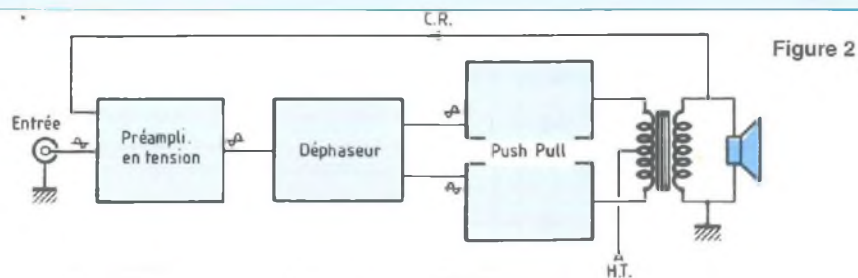 C.R.
Figure 2
Entrée
Préampli.
en tension
Déphaseur
Push Pull
H.T.